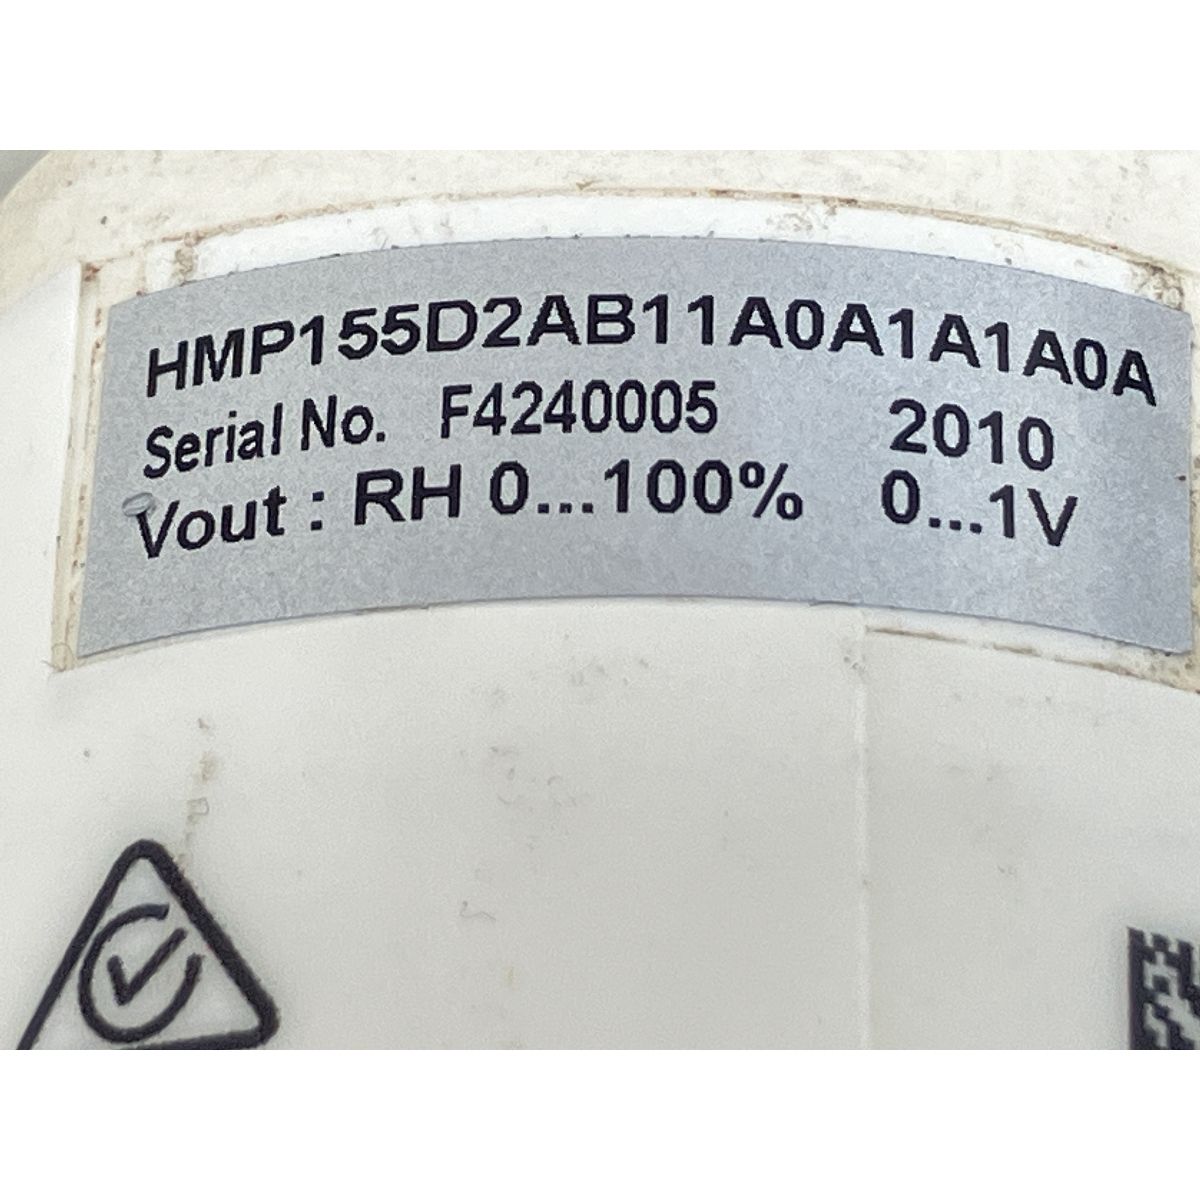 HMP155D2AB11A0A1A1A0A
Serial No. F4240005 2010
Vout : RH 0...100% 0...1V